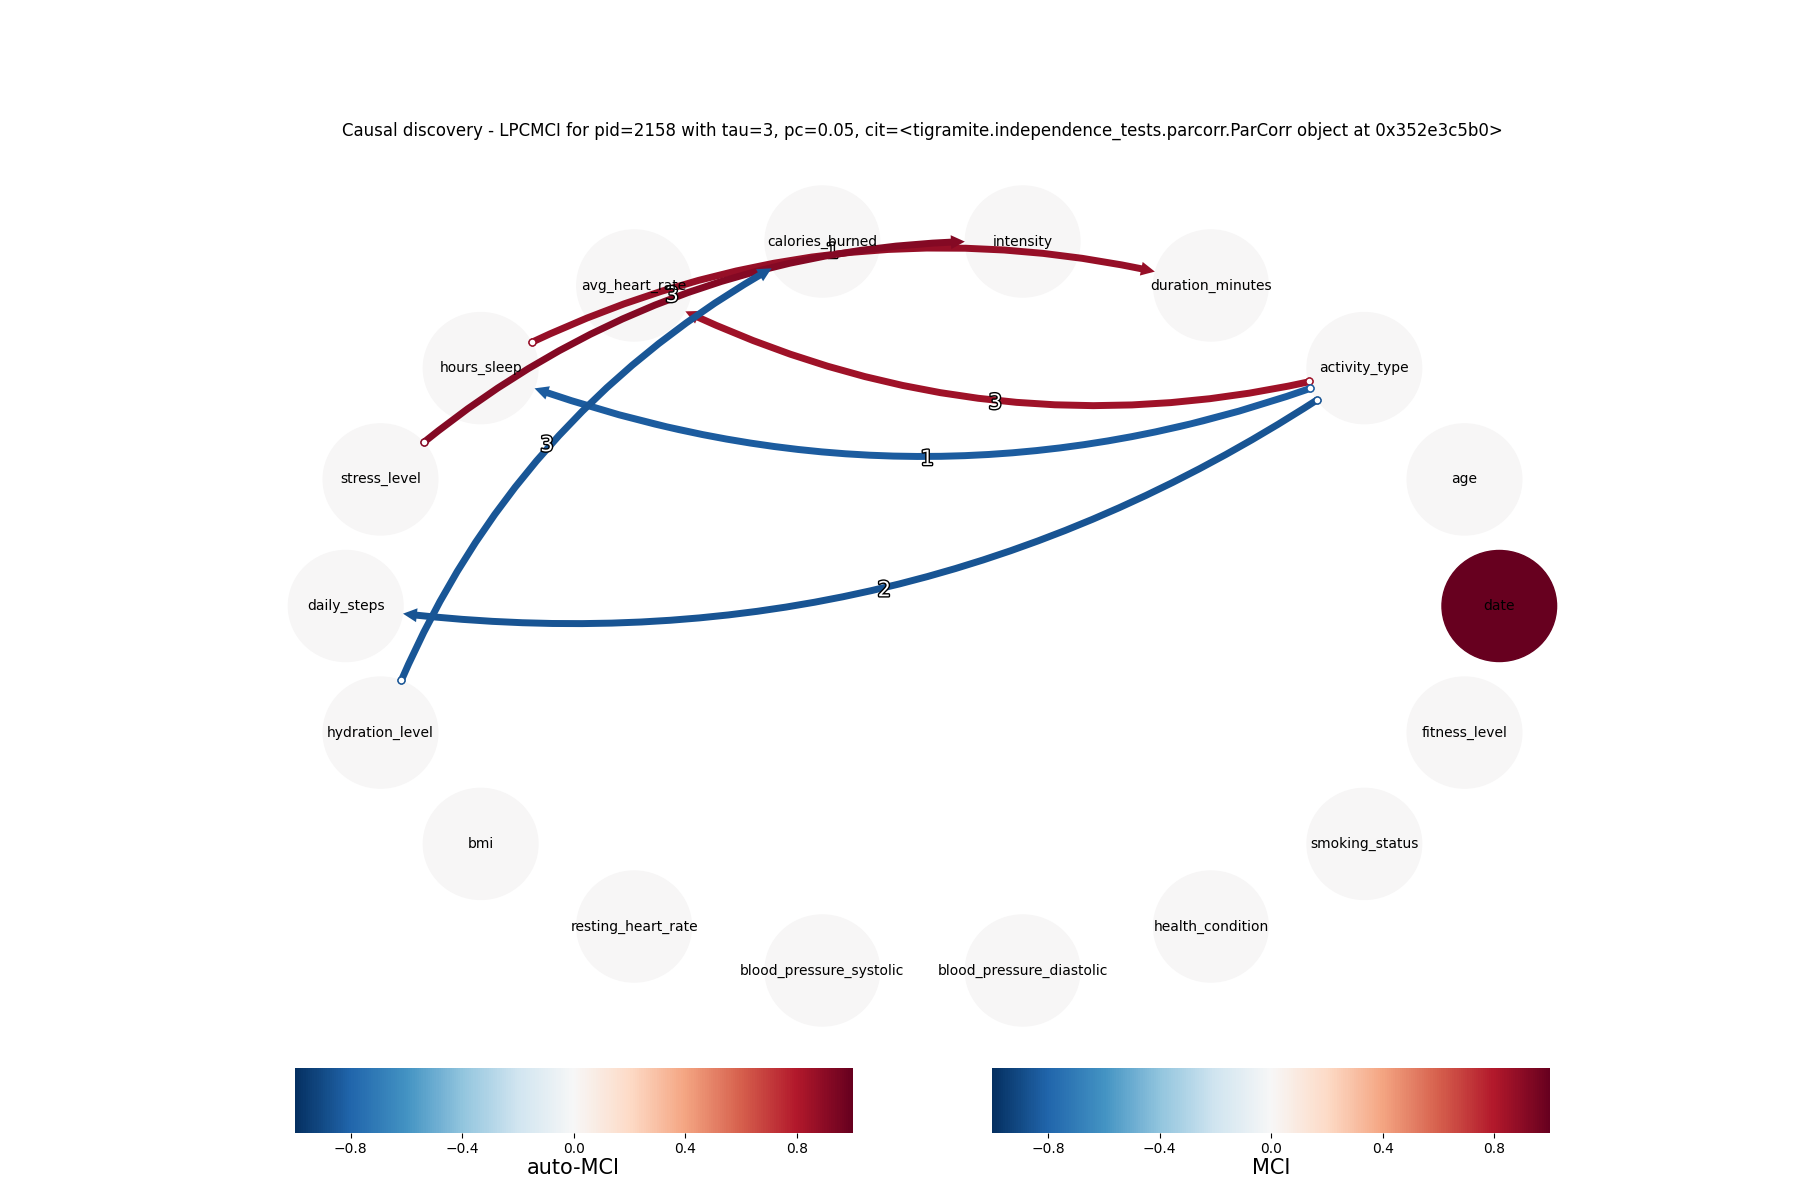 Causal discovery - LPCMCI for pid=2158 with tau=3, pc=0.05, cit=<tigramite.independence_tests.parcorr.ParCorr object at 0x352e3c5b0>
calories_burned
intensity
1
avg_heart_rate
duration_minutes
3
hours_sleep
activity_type
3
3
1
stress_level
age
2
daily_steps
date
hydration_level
fitness_level
bmi
smoking_status
resting_heart_rate
health_condition
blood_pressure_systolic
blood_pressure_diastolic
−0.8 −0.4 0.0 0.4 0.8
auto-MCI
−0.8 −0.4 0.0 0.4 0.8
MCI